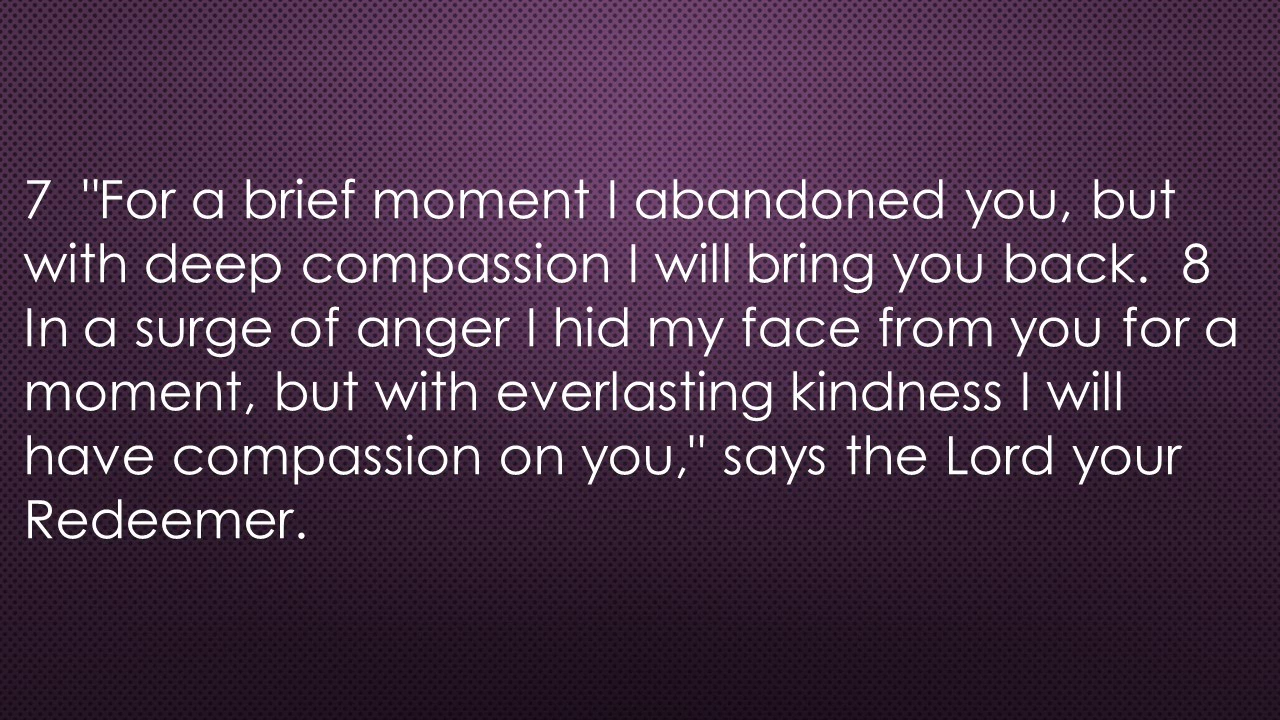 7  "For a brief moment I abandoned you, but
with deep compassion I will bring you back.  8
In a surge of anger I hid my face from you for a
moment, but with everlasting kindness I will
have compassion on you," says the Lord your
Redeemer.